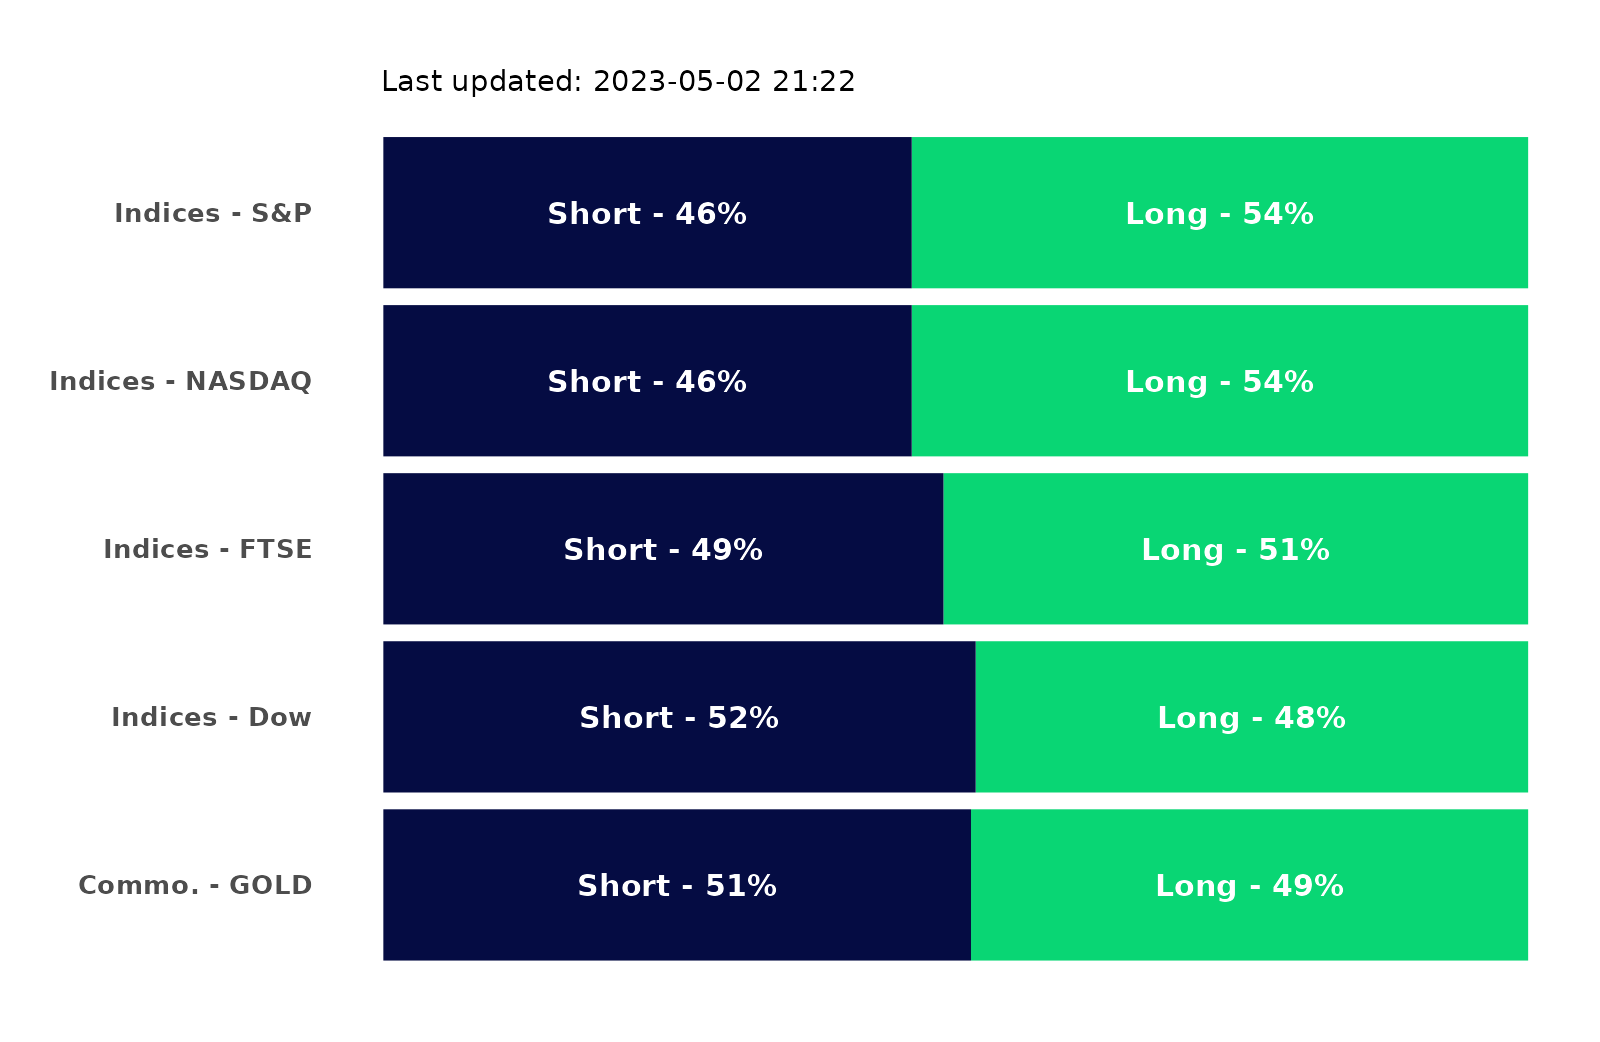 Last updated: 2023-05-02 21:22
Indices - S&P Short - 46% Long - 54%
Indices - NASDAQ Short - 46% Long - 54%
Indices - FTSE Short - 49% Long - 51%
Indices - Dow Short - 52% Long - 48%
Commo. - GOLD Short - 51% Long - 49%